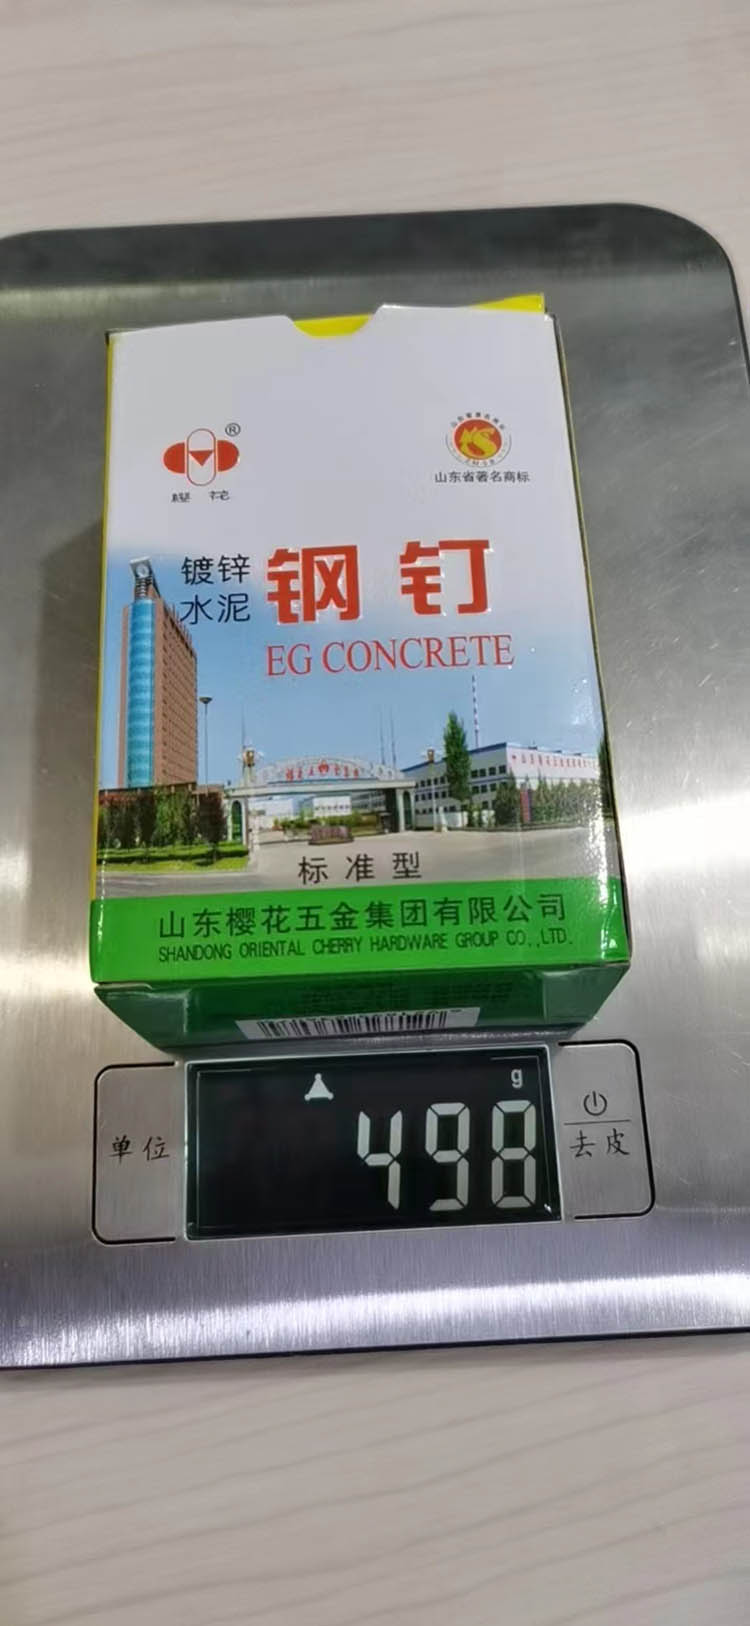 ®
櫻花
山东省著名商标
镀锌
水泥
钢钉
EG CONCRETE
标准型
山东樱花五金集团有限公司
SHANDONG ORIENTAL CHERRY HARDWARE GROUP CO.,LTD.
g
498
单位
去皮